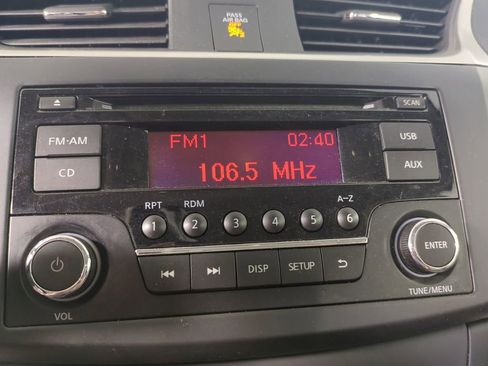 PASS
AIR BAG
OFF
SCAN
FM·AM
CD
FM1 02:40
106.5 MHz
USB
AUX
RPT RDM A-Z
1 2 3 4 5 6
DISP SETUP
ENTER
VOL
TUNE/MENU